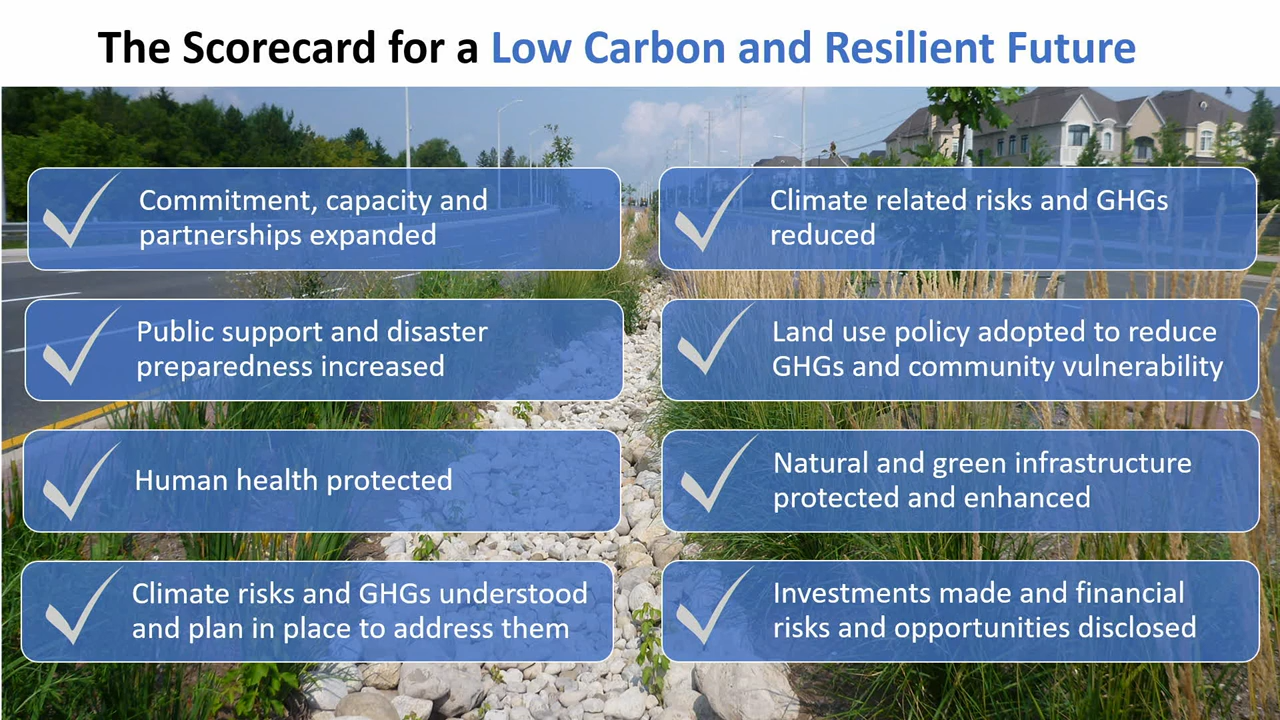 The Scorecard for a Low Carbon and Resilient Future
Commitment, capacity and
partnerships expanded
Public support and disaster
preparedness increased
Human health protected
Climate risks and GHGs understood
and plan in place to address them
Climate related risks and GHGs
reduced
Land use policy adopted to reduce
GHGs and community vulnerability
Natural and green infrastructure
protected and enhanced
Investments made and financial
risks and opportunities disclosed